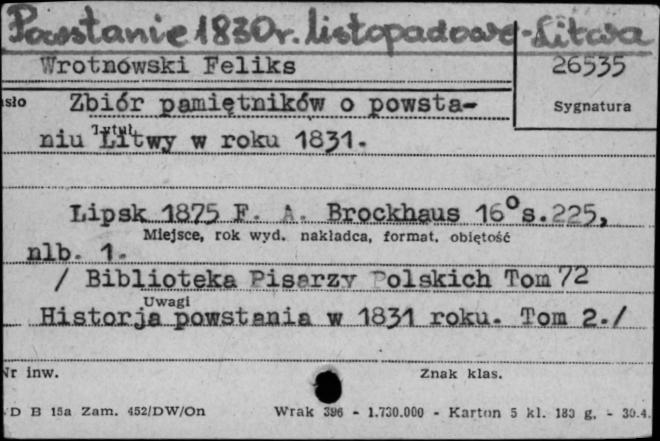 Powstanie 1830r. listopadowe - Litwa
Wrotnowski Feliks
26535
sło
Zbiór pamiętników o powsta-
Sygnatura
Tytuł
niu Litwy w roku 1831.
Lipsk 1875 F. A. Brockhaus 16° s.225,
Miejsce, rok wyd. nakładca, format, objętość
nlb. 1.
/ Biblioteka Pisarzy Polskich Tom 72
Uwagi
Historja powstania w 1831 roku. Tom 2./
Nr inw.
Znak klas.
D B 15a Zam. 452/DW/On
Wrak 396 - 1.730.000 - Karton 5 kl. 180 g. - 30.4.